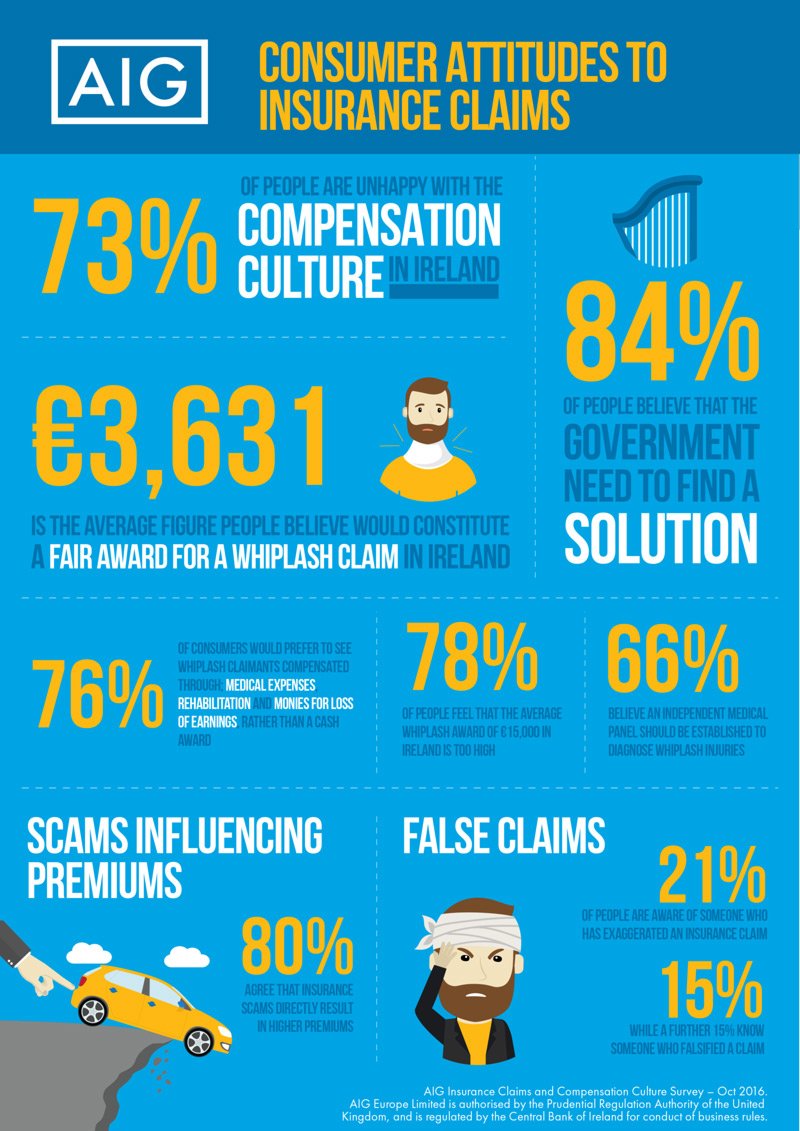 AIG
CONSUMER ATTITUDES TO
INSURANCE CLAIMS
73%
OF PEOPLE ARE UNHAPPY WITH THE
COMPENSATION
CULTURE IN IRELAND
84%
OF PEOPLE BELIEVE THAT THE
GOVERNMENT
NEED TO FIND A
SOLUTION
€3,631
IS THE AVERAGE FIGURE PEOPLE BELIEVE WOULD CONSTITUTE
A FAIR AWARD FOR A WHIPLASH CLAIM IN IRELAND
76%
OF CONSUMERS WOULD PREFER TO SEE
WHIPLASH CLAIMANTS COMPENSATED
THROUGH; MEDICAL EXPENSES
REHABILITATION AND MONIES FOR LOSS
OF EARNINGS, RATHER THAN A CASH
AWARD
78%
OF PEOPLE FEEL THAT THE AVERAGE
WHIPLASH AWARD OF €15,000 IN
IRELAND IS TOO HIGH
66%
BELIEVE AN INDEPENDENT MEDICAL
PANEL SHOULD BE ESTABLISHED TO
DIAGNOSE WHIPLASH INJURIES
SCAMS INFLUENCING
PREMIUMS
80%
AGREE THAT INSURANCE
SCAMS DIRECTLY RESULT
IN HIGHER PREMIUMS
FALSE CLAIMS
21%
OF PEOPLE ARE AWARE OF SOMEONE WHO
HAS EXAGGERATED AN INSURANCE CLAIM
15%
WHILE A FURTHER 15% KNOW
SOMEONE WHO FALSIFIED A CLAIM
AIG Insurance Claims and Compensation Culture Survey – Oct 2016.
AIG Europe Limited is authorised by the Prudential Regulation Authority of the United
Kingdom, and is regulated by the Central Bank of Ireland for conduct of business rules.